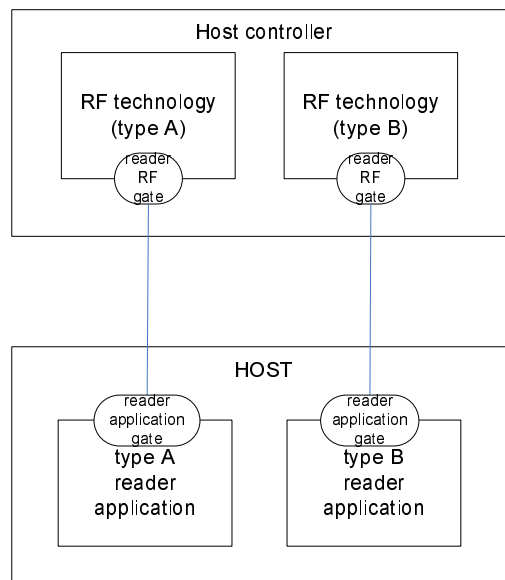 Host controller
RF technology
(type A)
RF technology
(type B)
reader
RF
gate
reader
RF
gate
HOST
reader
application
gate
reader
application
gate
type A
reader
application
type B
reader
application